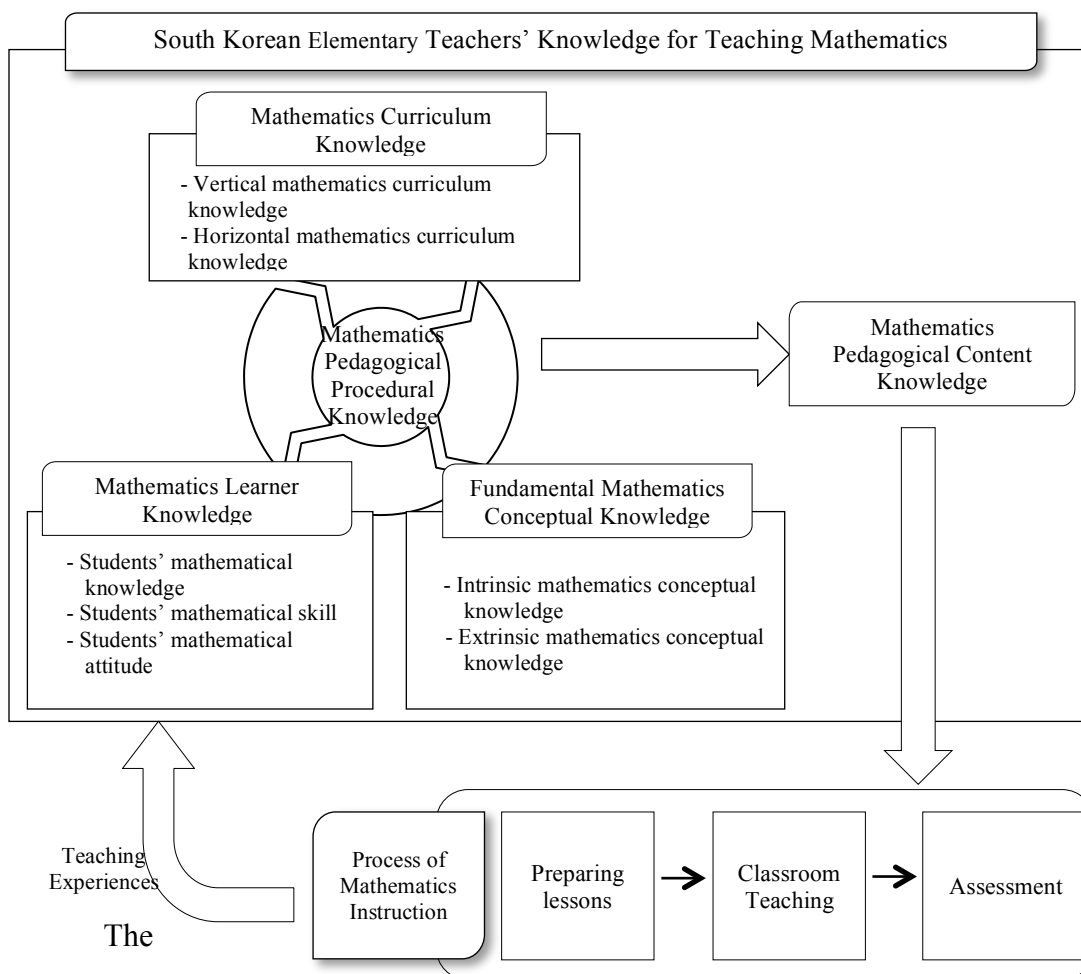 South Korean Elementary Teachers’ Knowledge for Teaching Mathematics
Mathematics Curriculum
Knowledge
- Vertical mathematics curriculum
knowledge
- Horizontal mathematics curriculum
knowledge
Mathematics
Pedagogical
Procedural
Knowledge
Mathematics
Pedagogical Content
Knowledge
Mathematics Learner
Knowledge
- Students’ mathematical
knowledge
- Students’ mathematical skill
- Students’ mathematical
attitude
Fundamental Mathematics
Conceptual Knowledge
- Intrinsic mathematics conceptual
knowledge
- Extrinsic mathematics conceptual
knowledge
Teaching
Experiences
The
Process of
Mathematics
Instruction
Preparing
lessons
Classroom
Teaching
Assessment